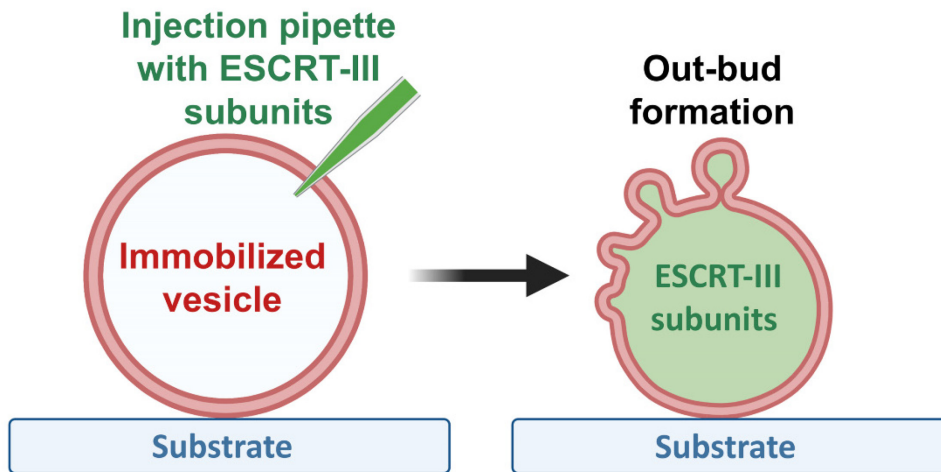 Injection pipette
with ESCRT-III
subunits
Out-bud
formation
Immobilized
vesicle
ESCRT-III
subunits
Substrate
Substrate